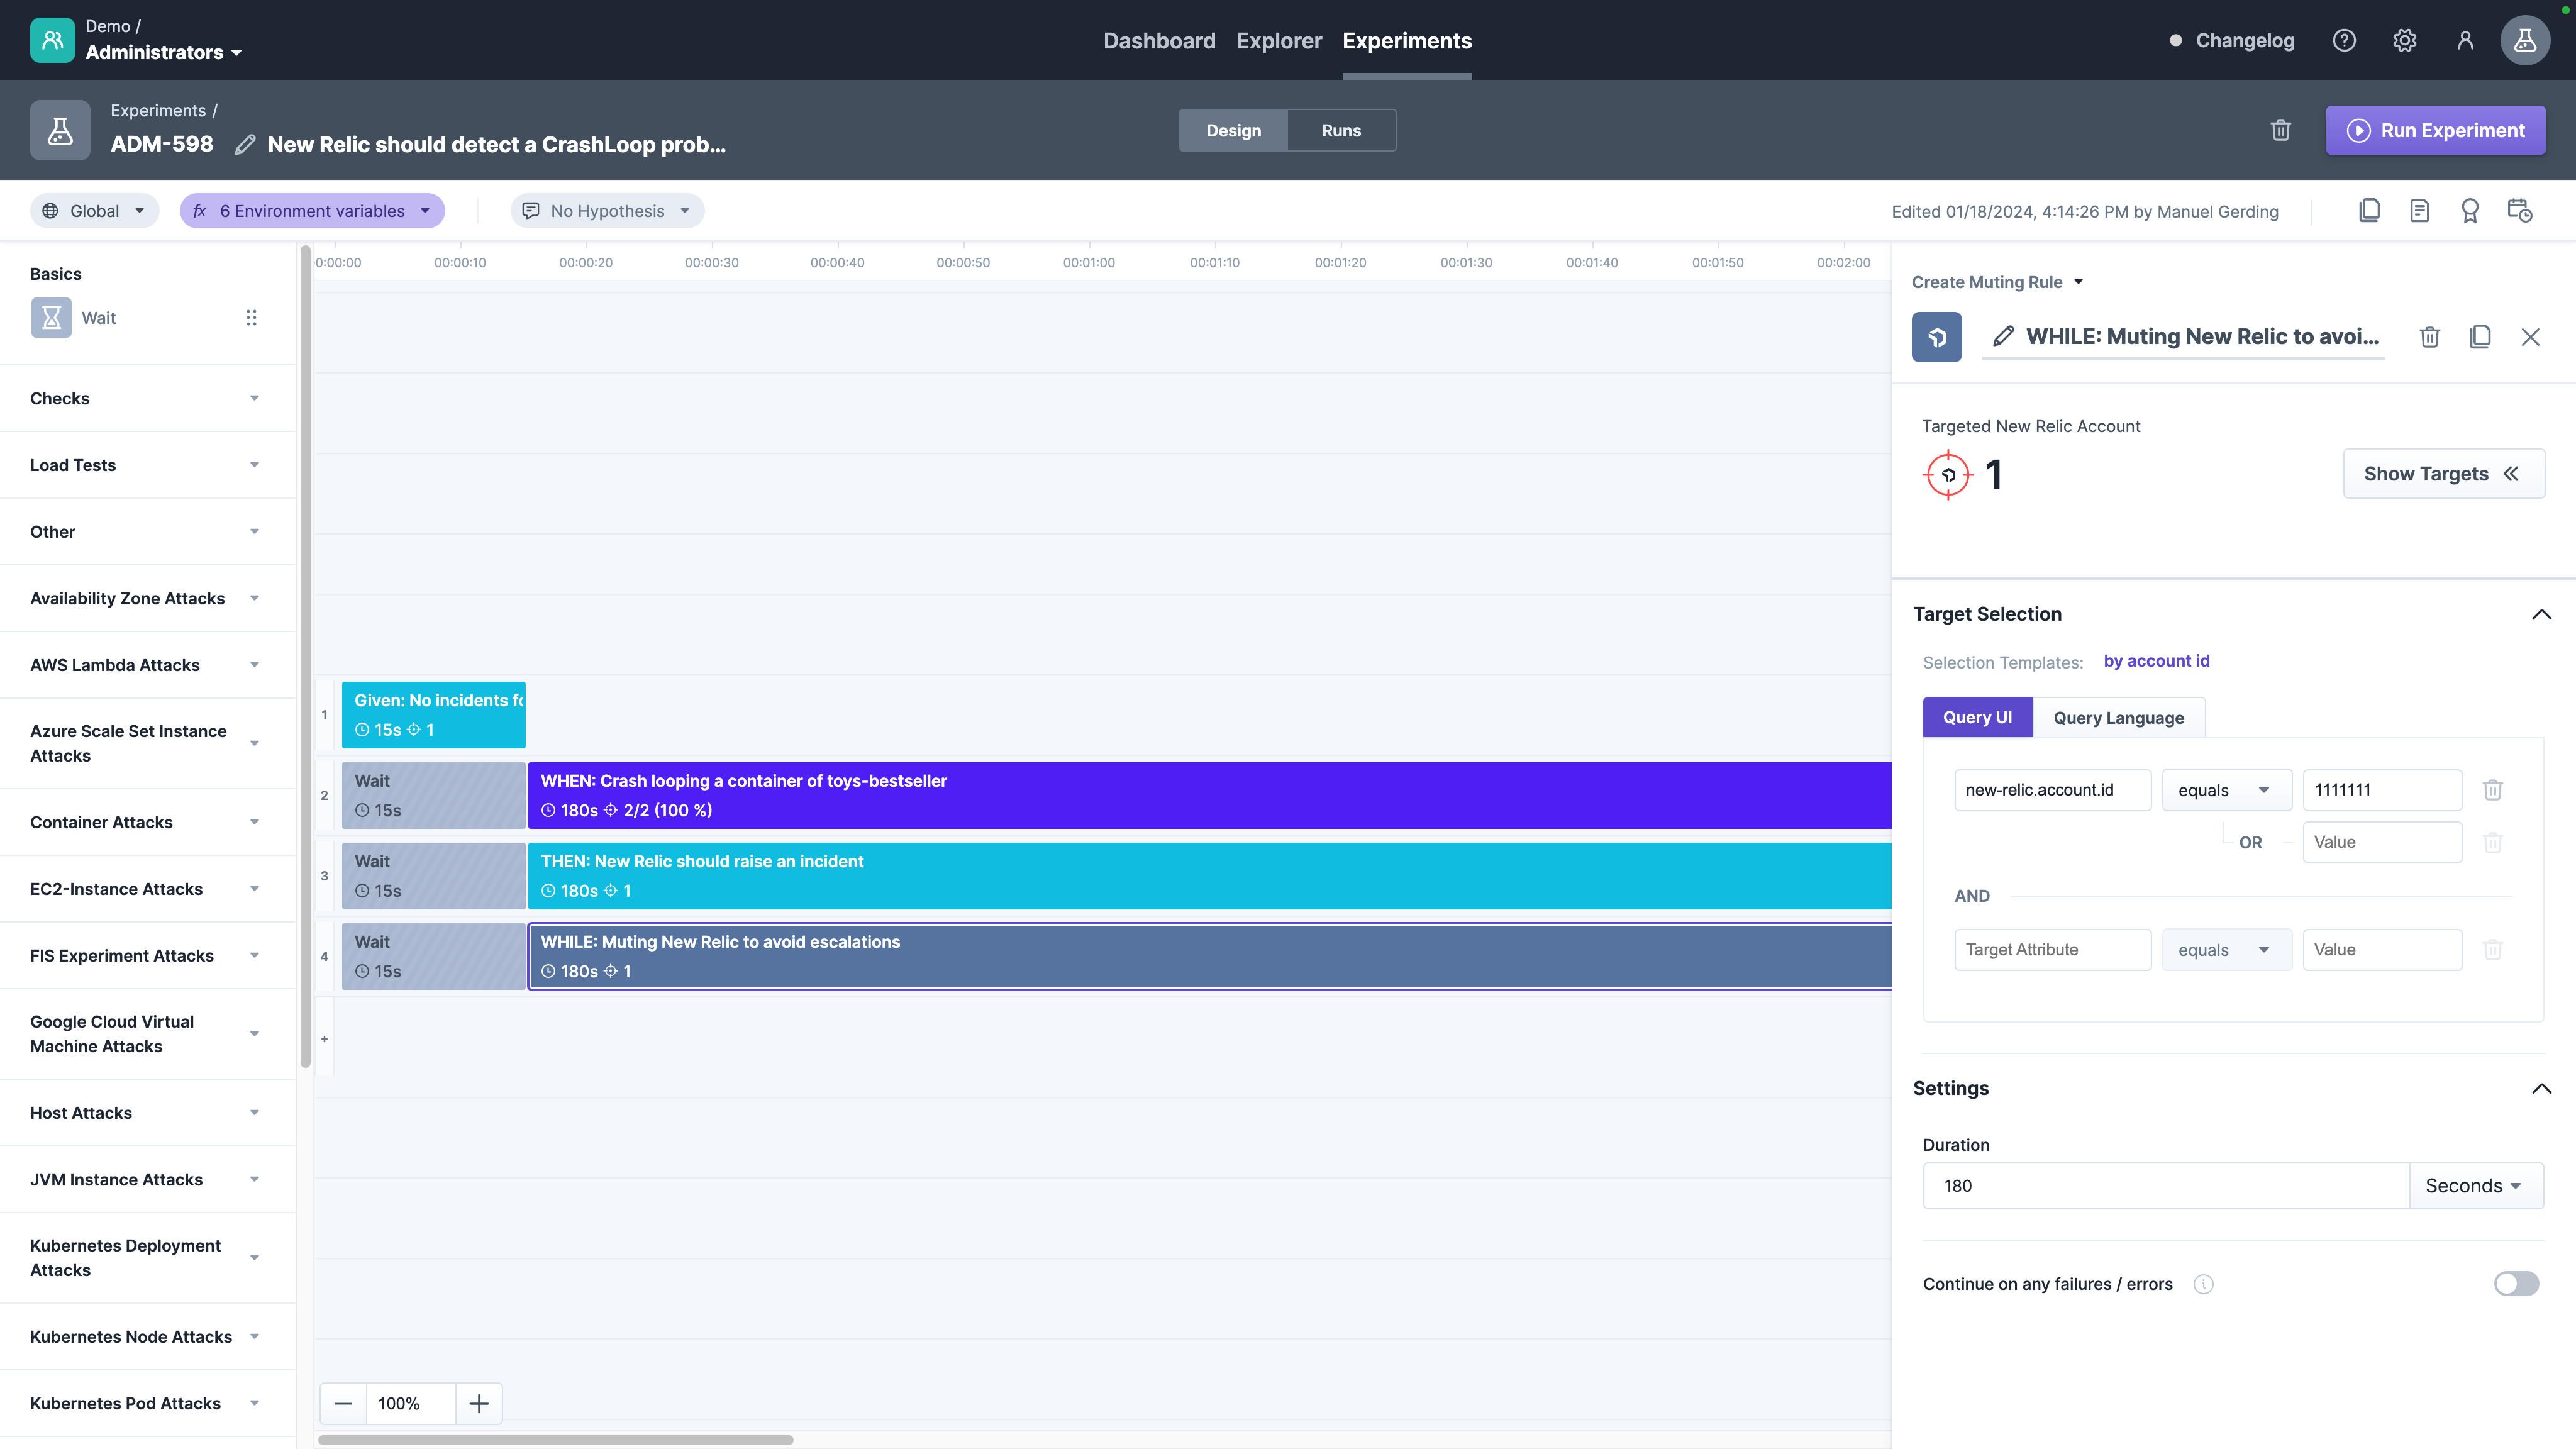 Demo /
Administrators
Dashboard Explorer Experiments
Changelog
Experiments /
ADM-598 New Relic should detect a CrashLoop prob...
Design Runs
Run Experiment
Global
fx 6 Environment variables
No Hypothesis
Edited 01/18/2024, 4:14:26 PM by Manuel Gerding
Basics
Wait
Checks
Load Tests
Other
Availability Zone Attacks
AWS Lambda Attacks
Azure Scale Set Instance
Attacks
Container Attacks
EC2-Instance Attacks
FIS Experiment Attacks
Google Cloud Virtual
Machine Attacks
Host Attacks
JVM Instance Attacks
Kubernetes Deployment
Attacks
Kubernetes Node Attacks
Kubernetes Pod Attacks
0:00:00 00:00:10 00:00:20 00:00:30 00:00:40 00:00:50 00:01:00 00:01:10 00:01:20 00:01:30 00:01:40 00:01:50 00:02:00
1
Given: No incidents fo
15s 1
2
Wait
15s
WHEN: Crash looping a container of toys-bestseller
180s 2/2 (100 %)
3
Wait
15s
THEN: New Relic should raise an incident
180s 1
4
Wait
15s
WHILE: Muting New Relic to avoid escalations
180s 1
+
100%
Create Muting Rule
WHILE: Muting New Relic to avoi...
Targeted New Relic Account
1
Show Targets
Target Selection
Selection Templates: by account id
Query UI Query Language
new-relic.account.id equals 1111111
OR Value
AND
Target Attribute equals Value
Settings
Duration
180 Seconds
Continue on any failures / errors